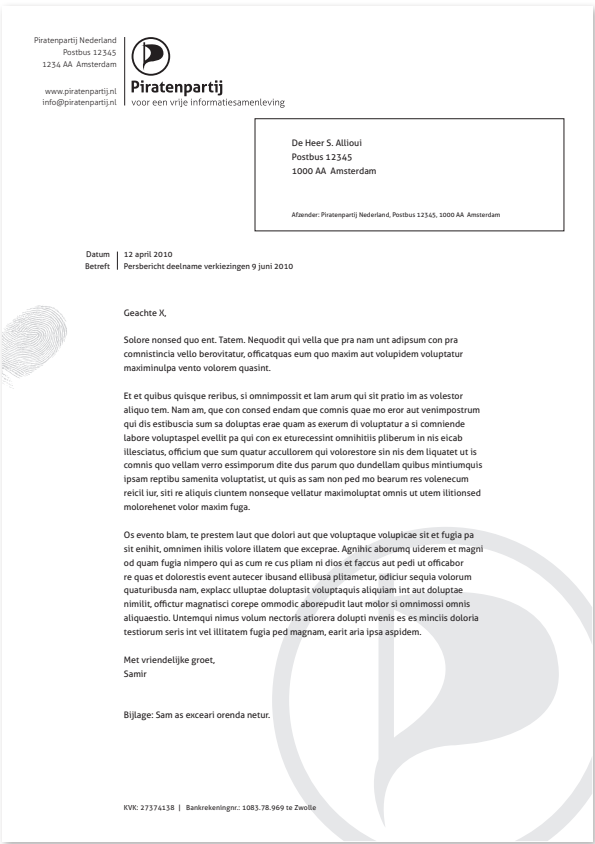 Piratenpartij Nederland
Postbus 12345
1234 AA Amsterdam
www.piratenpartij.nl
info@piratenpartij.nl
Piratenpartij
voor een vrije informatiesamenleving
De Heer S. Allioui
Postbus 12345
1000 AA Amsterdam
Afzender: Piratenpartij Nederland, Postbus 12345, 1000 AA Amsterdam
Datum 12 april 2010
Betreft Persbericht deelname verkiezingen 9 juni 2010
Geachte X,
Solore nonsed quo ent. Tatem. Nequodit qui vella que pra nam unt adipsum con pra
comnistincia vello berovitatur, officatquas eum quo maxim aut volupidem voluptatur
maximinulpa vento volorem quasint.
Et et quibus quisque reribus, si omnimpossit et lam arum qui sit pratio im as volestor
aliquo tem. Nam am, que con consed endam que comnis quae mo eror aut venimpostrum
qui dis estibuscia sum sa doluptas erae quam as exerum di voluptatur a si comniende
labore voluptaspel evellit pa qui con ex eturecessint omnihitiis pliberum in nis eicab
illesciatus, officium que sum quatur accullorem qui volorestore sin nis dem liquatet ut is
comnis quo vellam verro essimporum dite dus parum quo dundellam quibus mintiumquis
ipsam reptibu samenita voluptatist, ut quis as sam non ped mo bearum res volenecum
reicil iur, siti re aliquis ciuntem nonseque vellatur maximoluptat omnis ut utem ilitionsed
molorehenet volor maxim fuga.
Os evento blam, te prestem laut que dolori aut que voluptaque volupicae sit et fugia pa
sit enihit, omnimen ihilis volore illatem que exceprae. Agnihic aborumq uiderem et magni
od quam fugia nimpero qui as cum re cus pliam ni dios et faccus aut pedi ut officabor
re quas et dolorestis event autecer ibusand ellibusa plitametur, odiciur sequia volorum
quaturibusda nam, explacc ulluptae doluptasit voluptaquis aliquiam int aut doluptae
nimilit, offictur magnatisci corepe ommodic aborepudit laut molor si omnimossi omnis
aliquaestio. Untemqui nimus volum nectoris atiorera dolupti nvenis es es minciis doloria
testiorum seris int vel illitatem fugia ped magnam, earit aria ipsa aspidem.
Met vriendelijke groet,
Samir
Bijlage: Sam as exceari orenda netur.
KVK: 27374138 | Bankrekeningnr.: 1083.78.969 te Zwolle